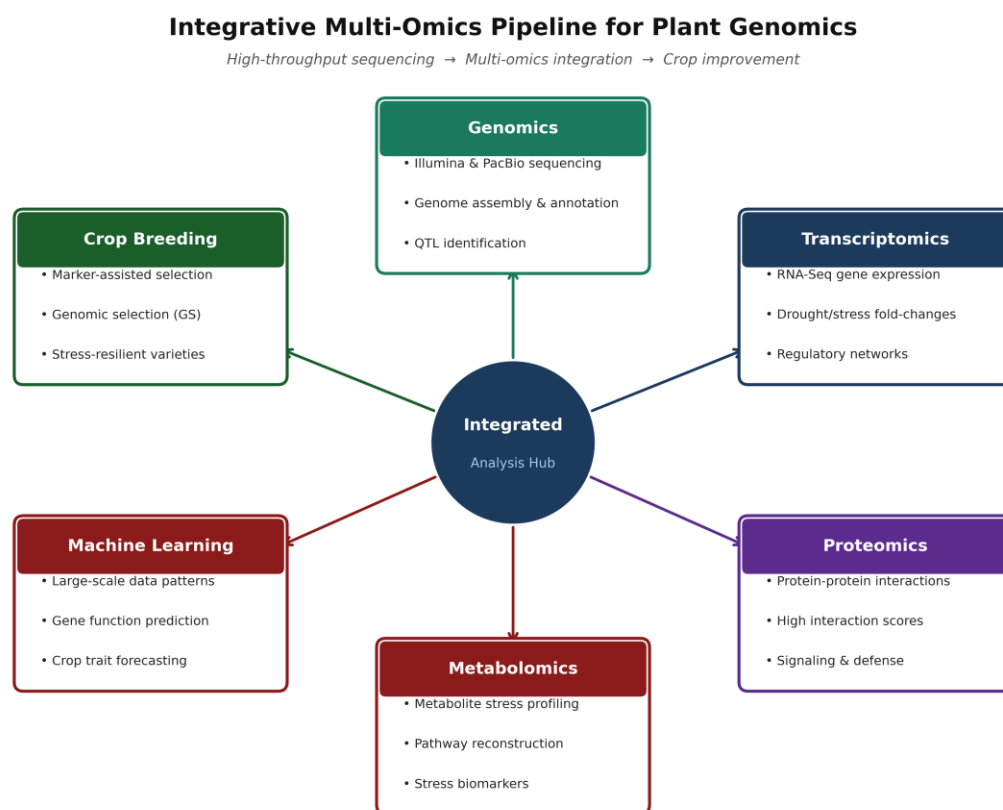 Integrative Multi-Omics Pipeline for Plant Genomics
High-throughput sequencing → Multi-omics integration → Crop improvement
Genomics
• Illumina & PacBio sequencing
• Genome assembly & annotation
• QTL identification
Crop Breeding
• Marker-assisted selection
• Genomic selection (GS)
• Stress-resilient varieties
Transcriptomics
• RNA-Seq gene expression
• Drought/stress fold-changes
• Regulatory networks
Integrated
Analysis Hub
Machine Learning
• Large-scale data patterns
• Gene function prediction
• Crop trait forecasting
Proteomics
• Protein-protein interactions
• High interaction scores
• Signaling & defense
Metabolomics
• Metabolite stress profiling
• Pathway reconstruction
• Stress biomarkers